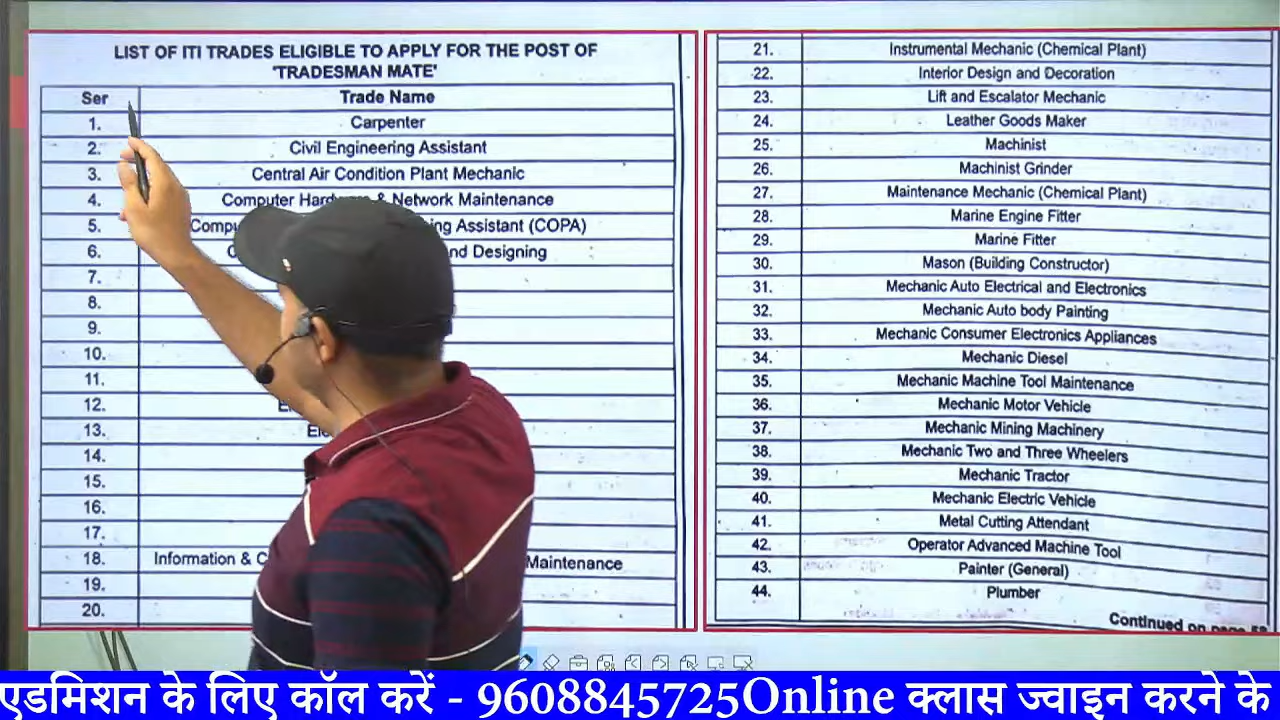 LIST OF ITI TRADES ELIGIBLE TO APPLY FOR THE POST OF
'TRADESMAN MATE'
Ser Trade Name
1. Carpenter
2. Civil Engineering Assistant
3. Central Air Condition Plant Mechanic
4. Computer & Network Maintenance
5. Assistant (COPA)
6. Designing
7.
8.
9.
10.
11.
12.
13.
14.
15.
16.
17.
18. Information & Maintenance
19.
20.
21. Instrumental Mechanic (Chemical Plant)
22. Interior Design and Decoration
23. Lift and Escalator Mechanic
24. Leather Goods Maker
25. Machinist
26. Machinist Grinder
27. Maintenance Mechanic (Chemical Plant)
28. Marine Engine Fitter
29. Marine Fitter
30. Mason (Building Constructor)
31. Mechanic Auto Electrical and Electronics
32. Mechanic Auto body Painting
33. Mechanic Consumer Electronics Appliances
34. Mechanic Diesel
35. Mechanic Machine Tool Maintenance
36. Mechanic Motor Vehicle
37. Mechanic Mining Machinery
38. Mechanic Two and Three Wheelers
39. Mechanic Tractor
40. Mechanic Electric Vehicle
41. Metal Cutting Attendant
42. Operator Advanced Machine Tool
43. Painter (General)
44. Plumber
Continued on page
एडमिशन के लिए कॉल करें - 9608845725Online क्लास ज्वाइन करने के